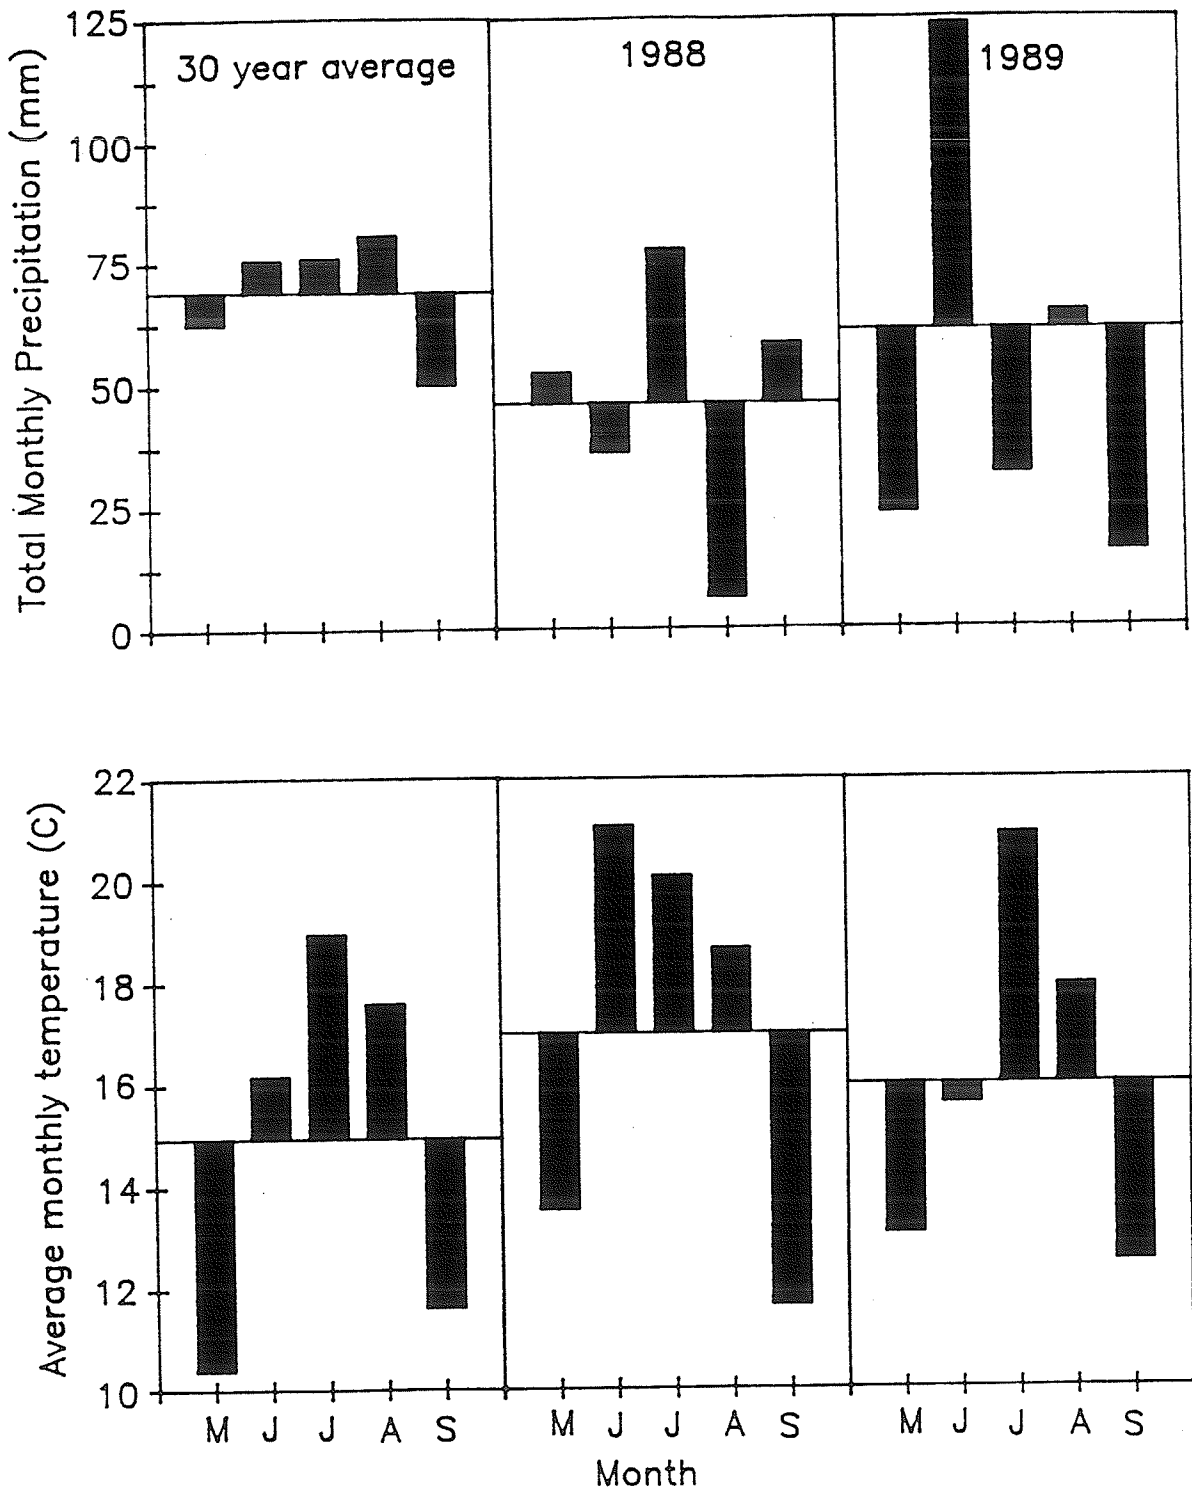 Total Monthly Precipitation (mm)
125
100
75
50
25
0
30 year average
1988
1989
Average monthly temperature (C)
22
20
18
16
14
12
10
M J J A S
M J J A S
M J J A S
Month